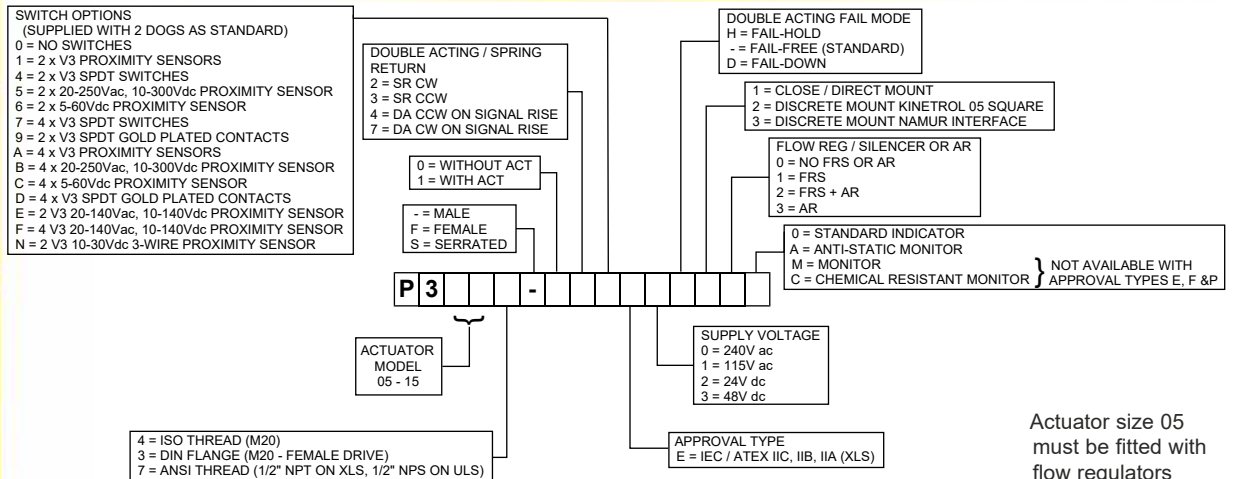 SWITCH OPTIONS
(SUPPLIED WITH 2 DOGS AS STANDARD)
0 = NO SWITCHES
1 = 2 x V3 PROXIMITY SENSORS
4 = 2 x V3 SPDT SWITCHES
5 = 2 x 20-250Vac, 10-300Vdc PROXIMITY SENSOR
6 = 2 x 5-60Vdc PROXIMITY SENSOR
7 = 4 x V3 SPDT SWITCHES
9 = 2 x V3 SPDT GOLD PLATED CONTACTS
A = 4 x V3 PROXIMITY SENSORS
B = 4 x 20-250Vac, 10-300Vdc PROXIMITY SENSOR
C = 4 x 5-60Vdc PROXIMITY SENSOR
D = 4 x V3 SPDT GOLD PLATED CONTACTS
E = 2 V3 20-140Vac, 10-140Vdc PROXIMITY SENSOR
F = 4 V3 20-140Vac, 10-140Vdc PROXIMITY SENSOR
N = 2 V3 10-30Vdc 3-WIRE PROXIMITY SENSOR
DOUBLE ACTING / SPRING
RETURN
2 = SR CW
3 = SR CCW
4 = DA CCW ON SIGNAL RISE
7 = DA CW ON SIGNAL RISE
0 = WITHOUT ACT
1 = WITH ACT
- = MALE
F = FEMALE
S = SERRATED
DOUBLE ACTING FAIL MODE
H = FAIL-HOLD
- = FAIL-FREE (STANDARD)
D = FAIL-DOWN
1 = CLOSE / DIRECT MOUNT
2 = DISCRETE MOUNT KINETROL 05 SQUARE
3 = DISCRETE MOUNT NAMUR INTERFACE
FLOW REG / SILENCER OR AR
0 = NO FRS OR AR
1 = FRS
2 = FRS + AR
3 = AR
0 = STANDARD INDICATOR
A = ANTI-STATIC MONITOR
M = MONITOR
C = CHEMICAL RESISTANT MONITOR
} NOT AVAILABLE WITH
APPROVAL TYPES E, F &P
P 3 -
ACTUATOR
MODEL
05 - 15
SUPPLY VOLTAGE
0 = 240V ac
1 = 115V ac
2 = 24V dc
3 = 48V dc
4 = ISO THREAD (M20)
3 = DIN FLANGE (M20 - FEMALE DRIVE)
7 = ANSI THREAD (1/2" NPT ON XLS, 1/2" NPS ON ULS)
APPROVAL TYPE
E = IEC / ATEX IIC, IIB, IIA (XLS)
Actuator size 05
must be fitted with
flow regulators